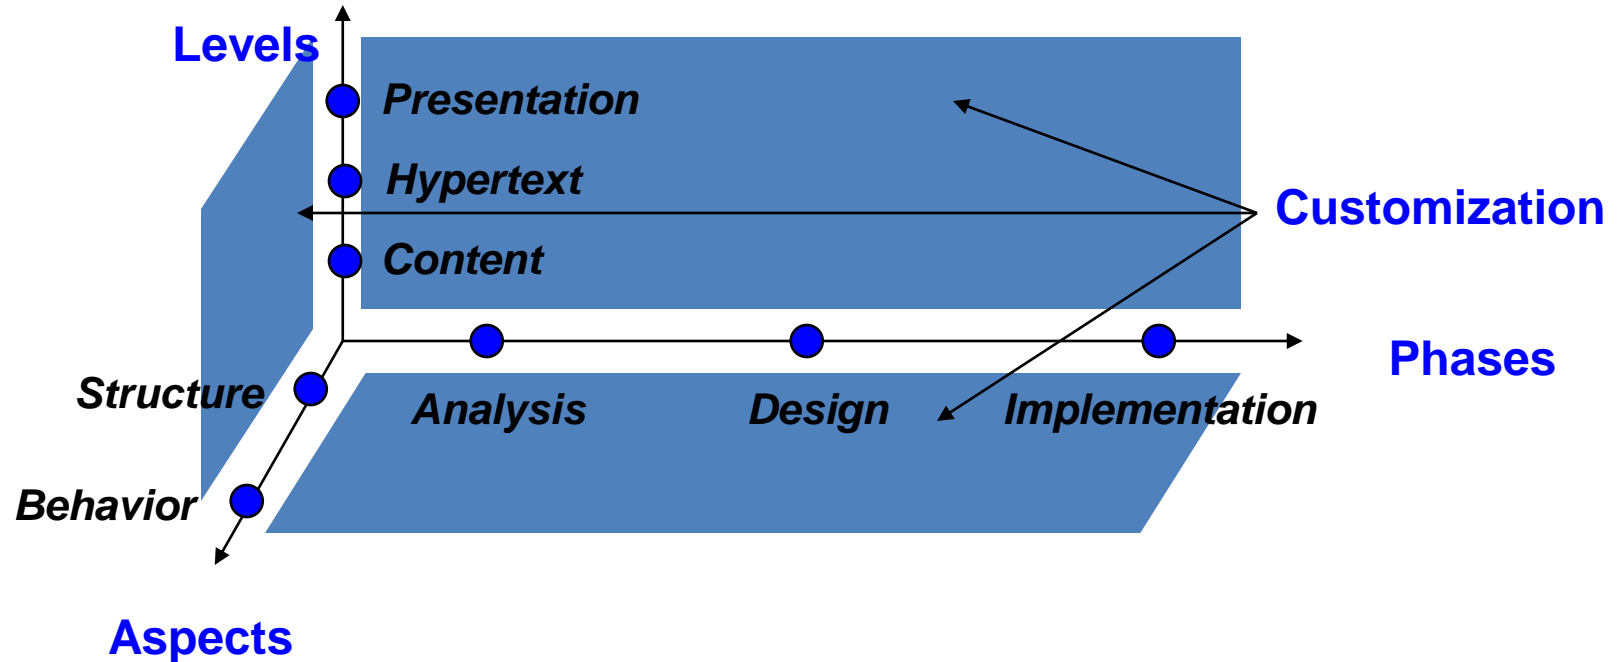 Levels
Presentation
Hypertext
Customization
Content
Phases
Structure
Analysis
Design
Implementation
Behavior
Aspects